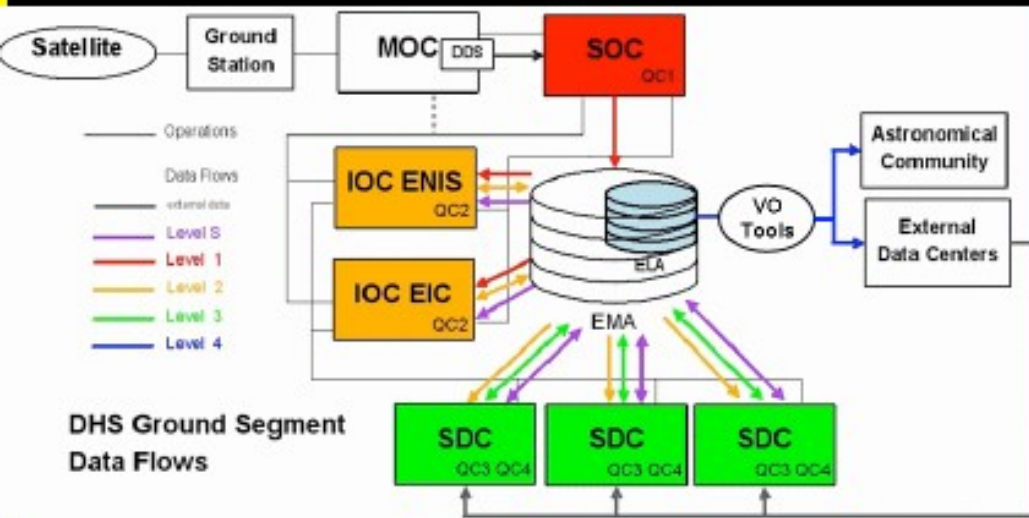 Satellite
Ground
Station
MOC
DDS
SOC
QC1
Operations
Data Flows
external data
Level S
Level 1
Level 2
Level 3
Level 4
IOC ENIS
QC2
IOC EIC
QC2
ELA
EMA
VO
Tools
Astronomical
Community
External
Data Centers
DHS Ground Segment
Data Flows
SDC
QC3 QC4
SDC
QC3 QC4
SDC
QC3 QC4